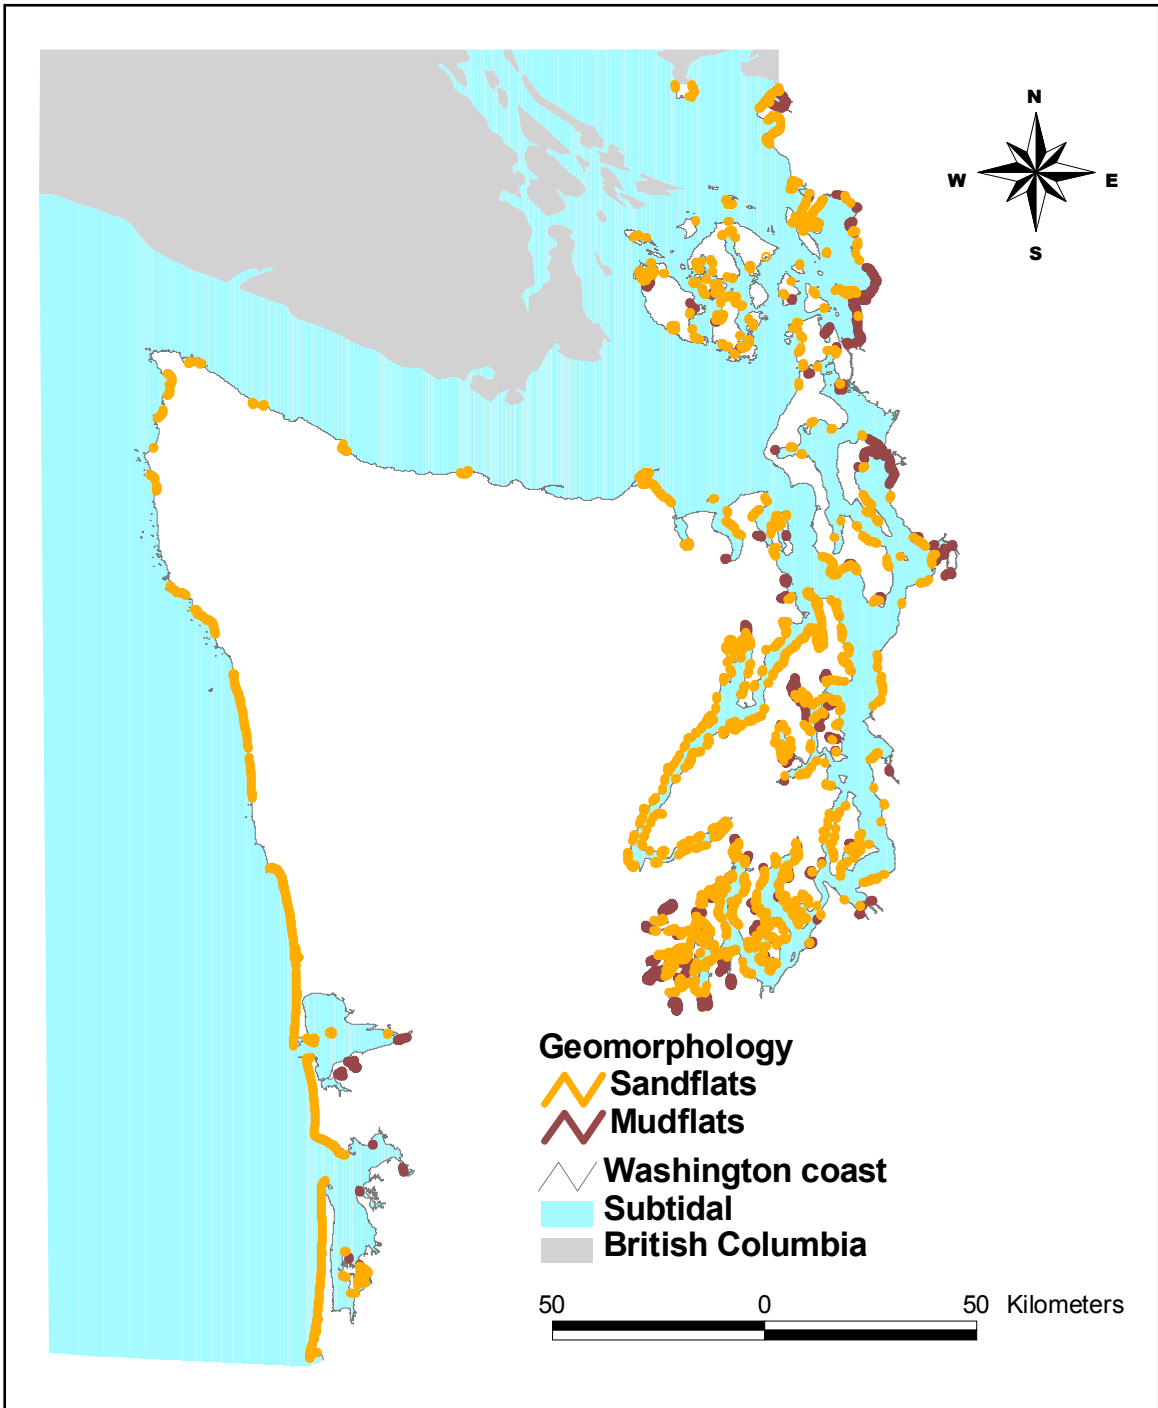 N
W E
S
Geomorphology
Sandflats
Mudflats
Washington coast
Subtidal
British Columbia
50 0 50 Kilometers